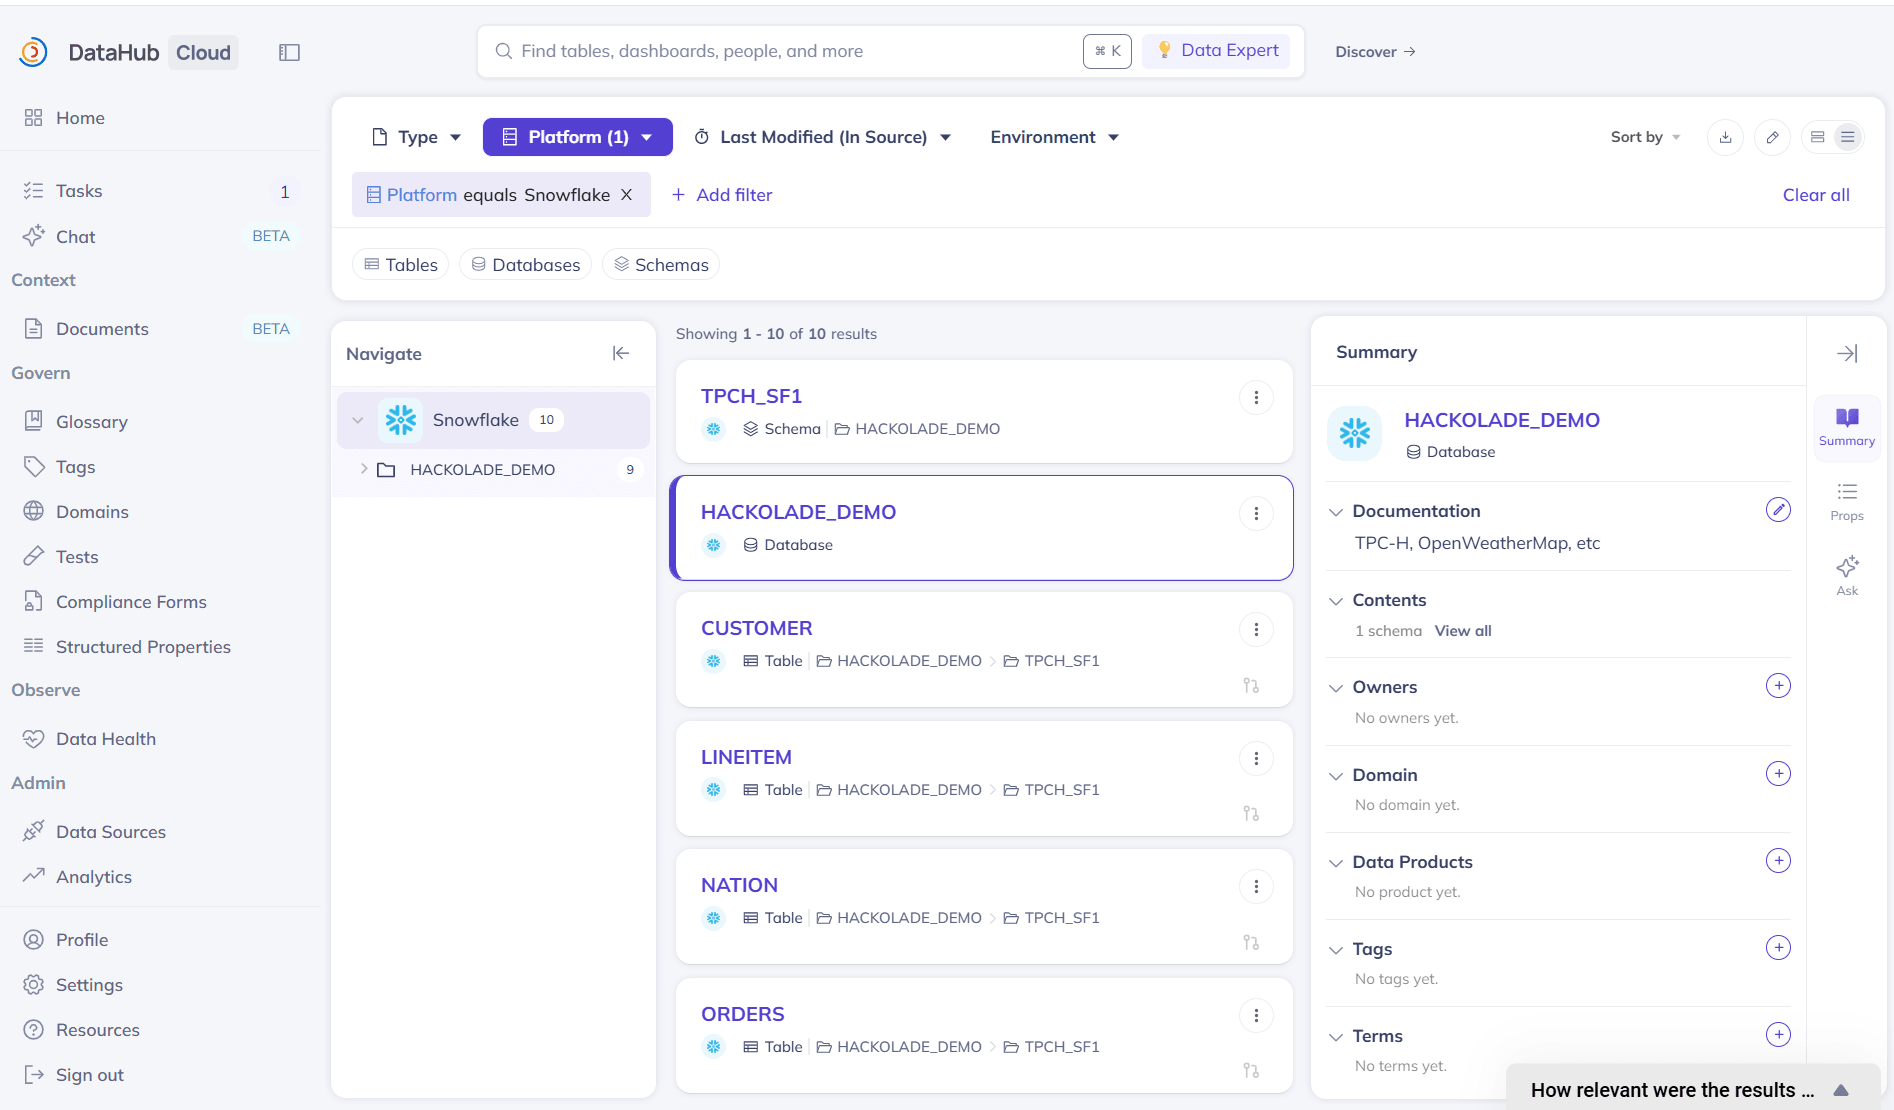 DataHub Cloud
Find tables, dashboards, people, and more
⌘ K
Data Expert
Discover →
Home
Tasks 1
Chat BETA
Context
Documents BETA
Govern
Glossary
Tags
Domains
Tests
Compliance Forms
Structured Properties
Observe
Data Health
Admin
Data Sources
Analytics
Profile
Settings
Resources
Sign out
Type
Platform (1)
Last Modified (In Source)
Environment
Sort by
Platform equals Snowflake X
+ Add filter
Clear all
Tables
Databases
Schemas
Navigate
Snowflake 10
HACKOLADE_DEMO 9
Showing 1 - 10 of 10 results
TPCH_SF1
Schema HACKOLADE_DEMO
HACKOLADE_DEMO
Database
CUSTOMER
Table HACKOLADE_DEMO > TPCH_SF1
LINEITEM
Table HACKOLADE_DEMO > TPCH_SF1
NATION
Table HACKOLADE_DEMO > TPCH_SF1
ORDERS
Table HACKOLADE_DEMO > TPCH_SF1
Summary
HACKOLADE_DEMO
Database
Documentation
TPC-H, OpenWeatherMap, etc
Contents
1 schema View all
Owners
No owners yet.
Domain
No domain yet.
Data Products
No product yet.
Tags
No tags yet.
Terms
No terms yet.
Summary
Props
Ask
How relevant were the results ...